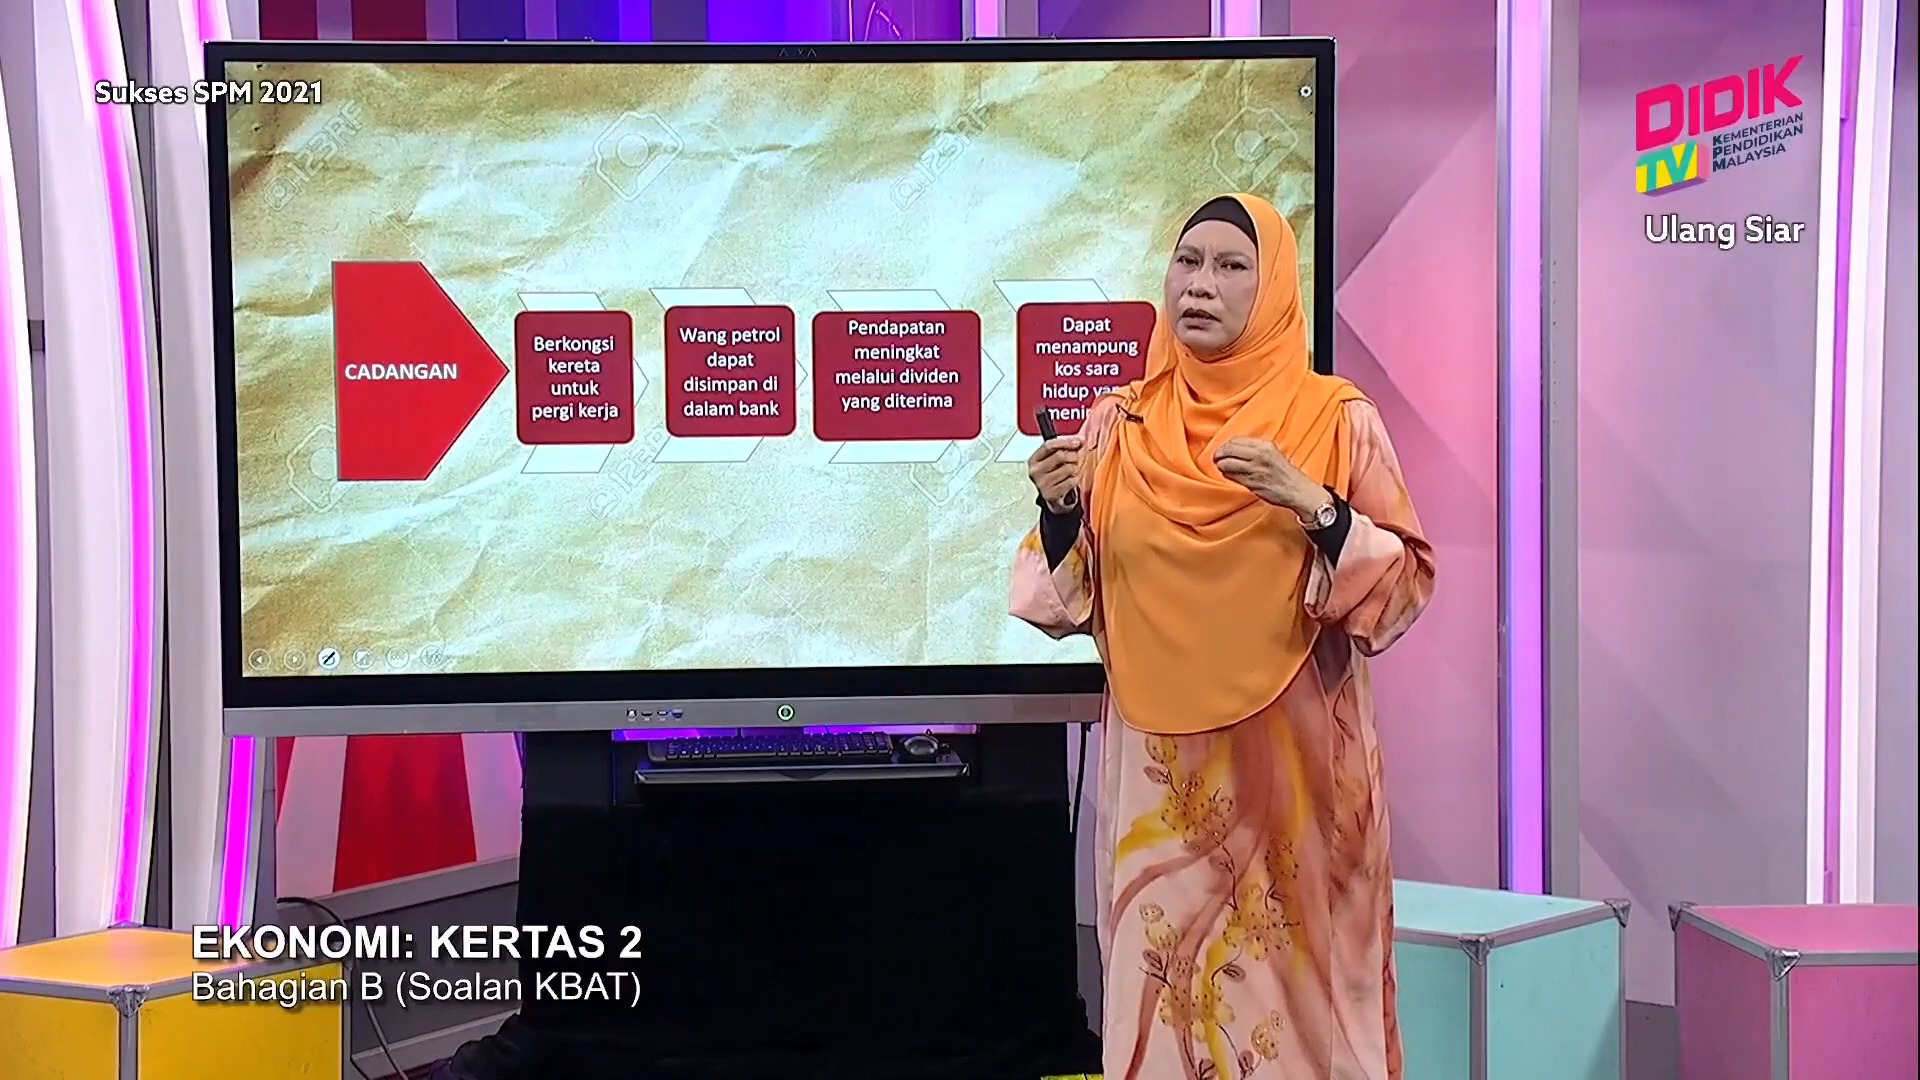 Sukses SPM 2021
DIDIK
TV
KEMENTERIAN
PENDIDIKAN
MALAYSIA
Ulang Siar
CADANGAN
Berkongsi
kereta
untuk
pergi kerja
Wang petrol
dapat
disimpan di
dalam bank
Pendapatan
meningkat
melalui dividen
yang diterima
Dapat
menampung
kos sara
hidup
123RF
123RF
EKONOMI: KERTAS 2
Bahagian B (Soalan KBAT)